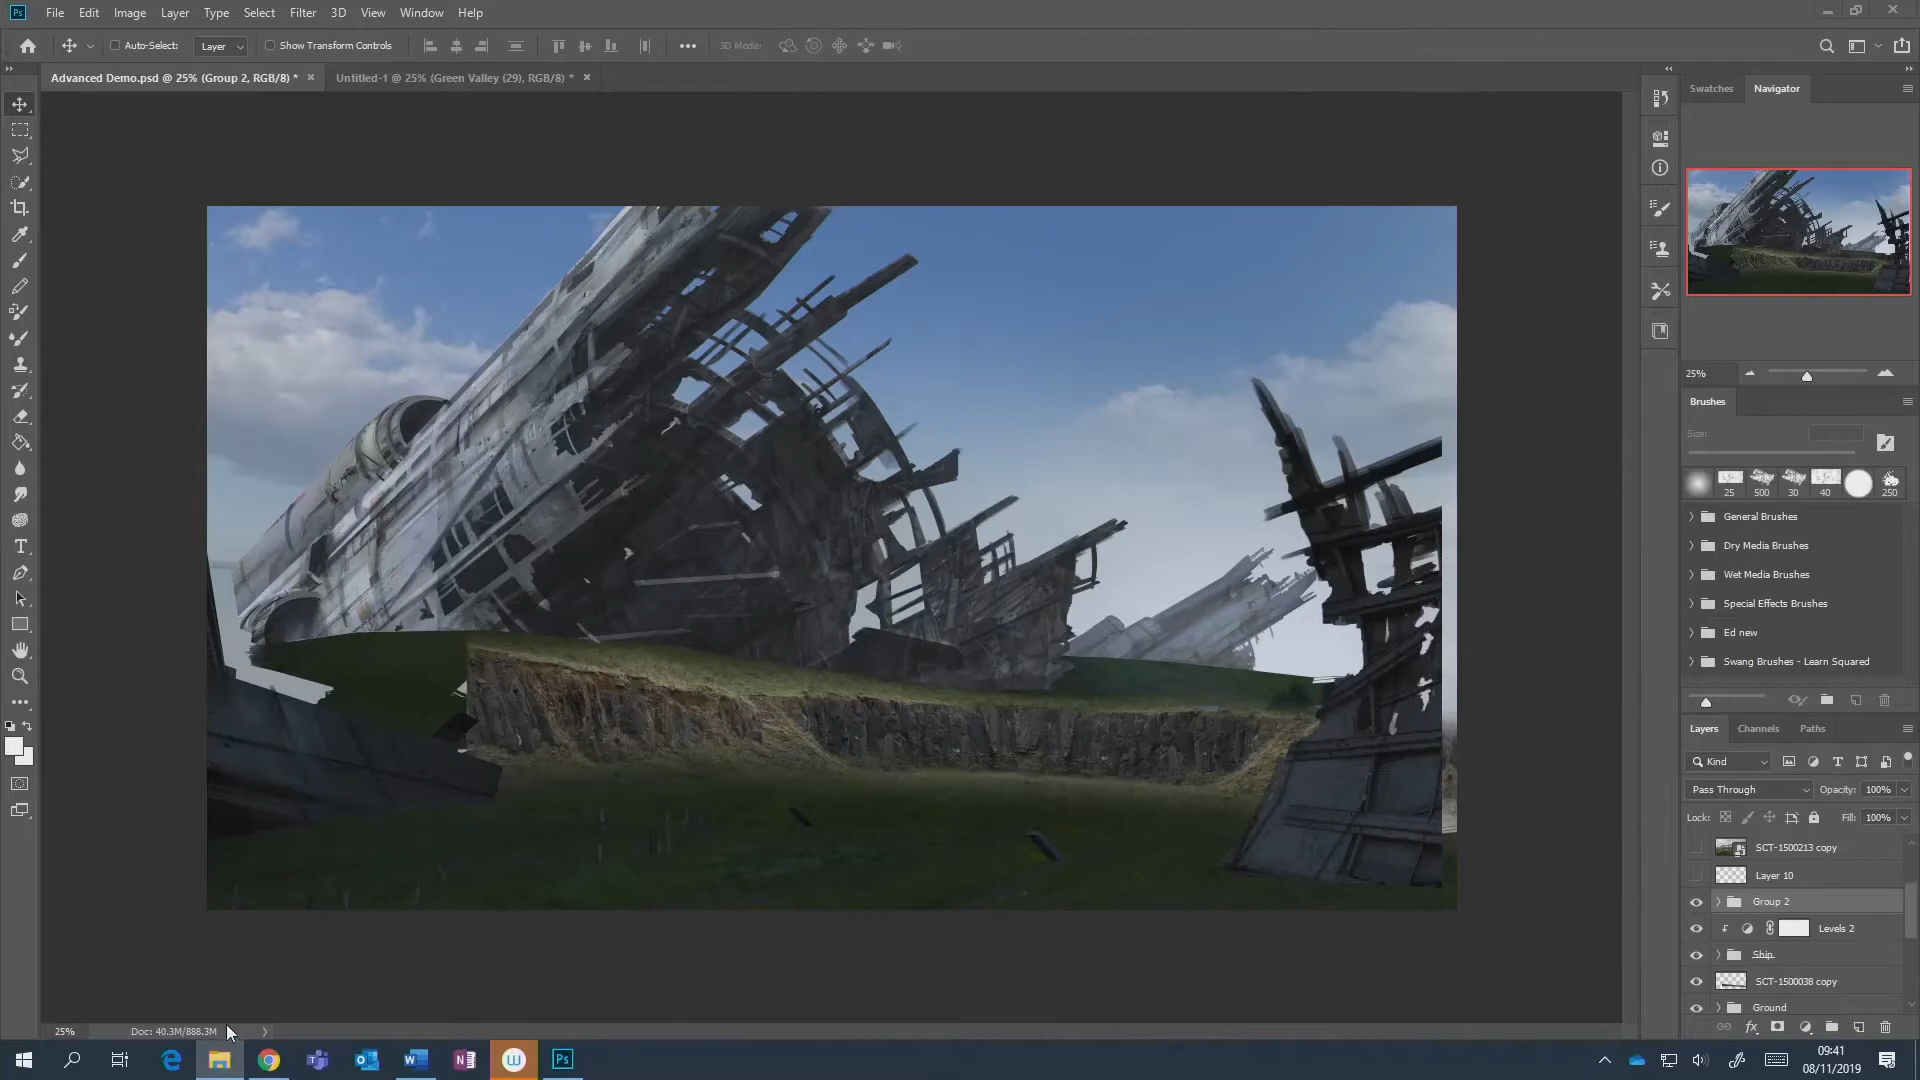 Ps File Edit Image Layer Type Select Filter 3D View Window Help
Auto-Select: Layer Show Transform Controls 3D Mode:
Advanced Demo.psd @ 25% (Group 2, RGB/8) * Untitled-1 @ 25% (Green Valley (29), RGB/8) *
Swatches Navigator
25%
Brushes
Size:
25 500 30 40 250
General Brushes
Dry Media Brushes
Wet Media Brushes
Special Effects Brushes
Ed new
Swang Brushes - Learn Squared
Layers Channels Paths
Kind
Pass Through Opacity: 100%
Lock: Fill: 100%
SCT-1500213 copy
Layer 10
Group 2
Levels 2
Ship
SCT-1500038 copy
Ground
fx
25% Doc: 40.3M/888.3M
Ps
09:41
08/11/2019